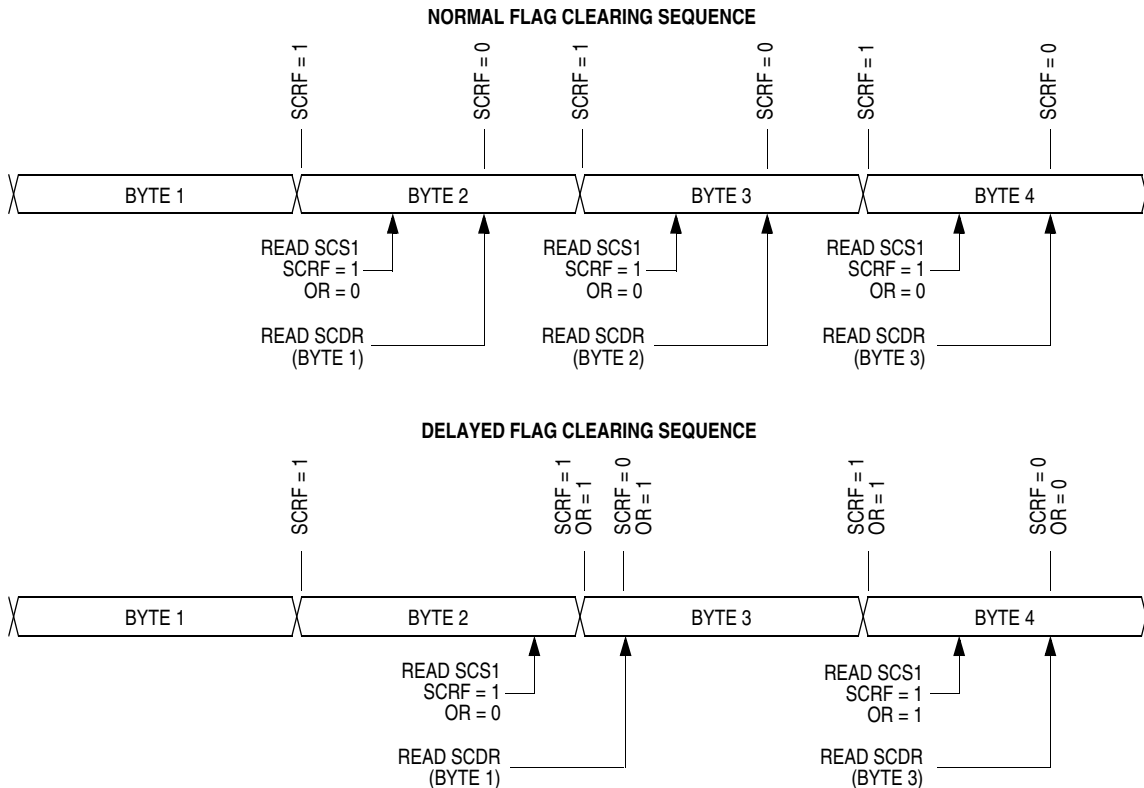 NORMAL FLAG CLEARING SEQUENCE
SCRF = 1
SCRF = 0
SCRF = 1
SCRF = 0
SCRF = 1
SCRF = 0
BYTE 1
BYTE 2
BYTE 3
BYTE 4
READ SCS1
SCRF = 1
OR = 0
READ SCS1
SCRF = 1
OR = 0
READ SCS1
SCRF = 1
OR = 0
READ SCDR
(BYTE 1)
READ SCDR
(BYTE 2)
READ SCDR
(BYTE 3)
DELAYED FLAG CLEARING SEQUENCE
SCRF = 1
SCRF = 1
OR = 1
SCRF = 0
OR = 1
SCRF = 1
OR = 1
SCRF = 0
OR = 0
BYTE 1
BYTE 2
BYTE 3
BYTE 4
READ SCS1
SCRF = 1
OR = 0
READ SCS1
SCRF = 1
OR = 1
READ SCDR
(BYTE 1)
READ SCDR
(BYTE 3)